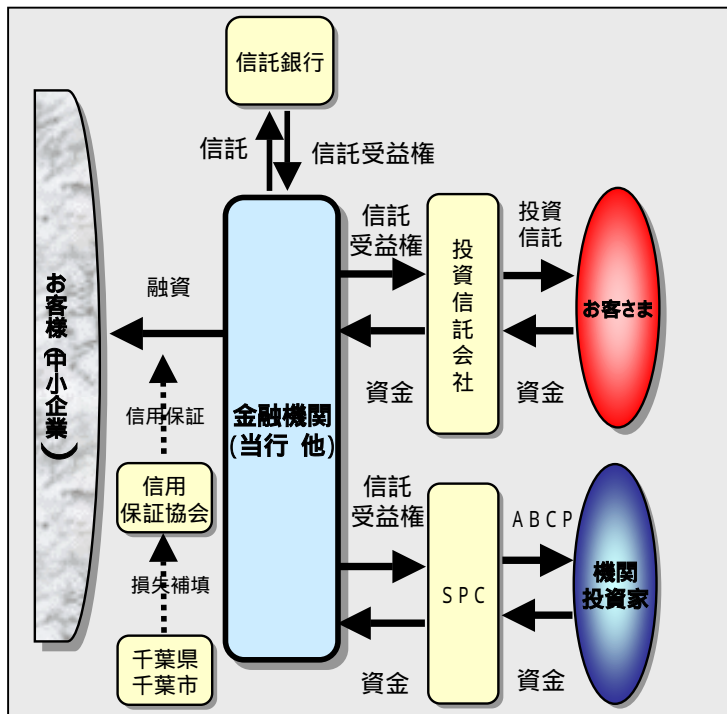 信託銀行
信託
信託受益権
お客様(中小企業)
融資
信用保証
信用
保証協会
損失補填
千葉県
千葉市
金融機関
(当行 他)
信託
受益権
資金
投資信託会社
投資
信託
資金
お客さま
信託
受益権
資金
SPC
ABCP
資金
機関
投資家